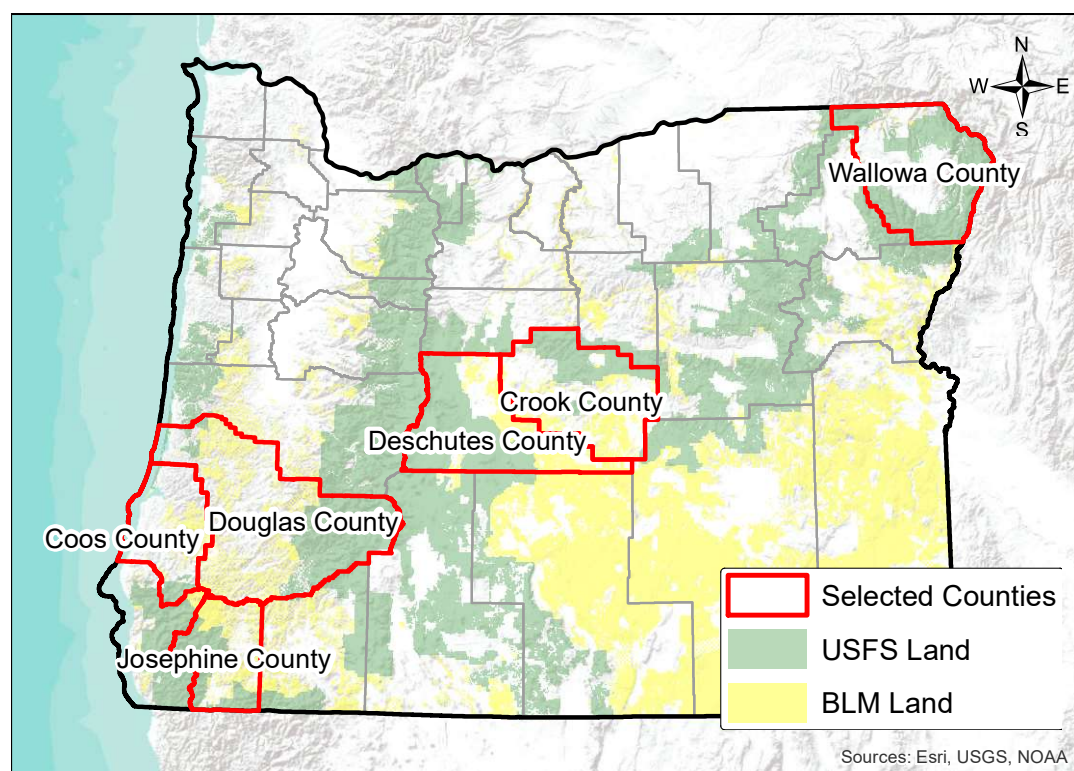 N
W E
S
Wallowa County
Crook County
Deschutes County
Douglas County
Coos County
Josephine County
Selected Counties
USFS Land
BLM Land
Sources: Esri, USGS, NOAA